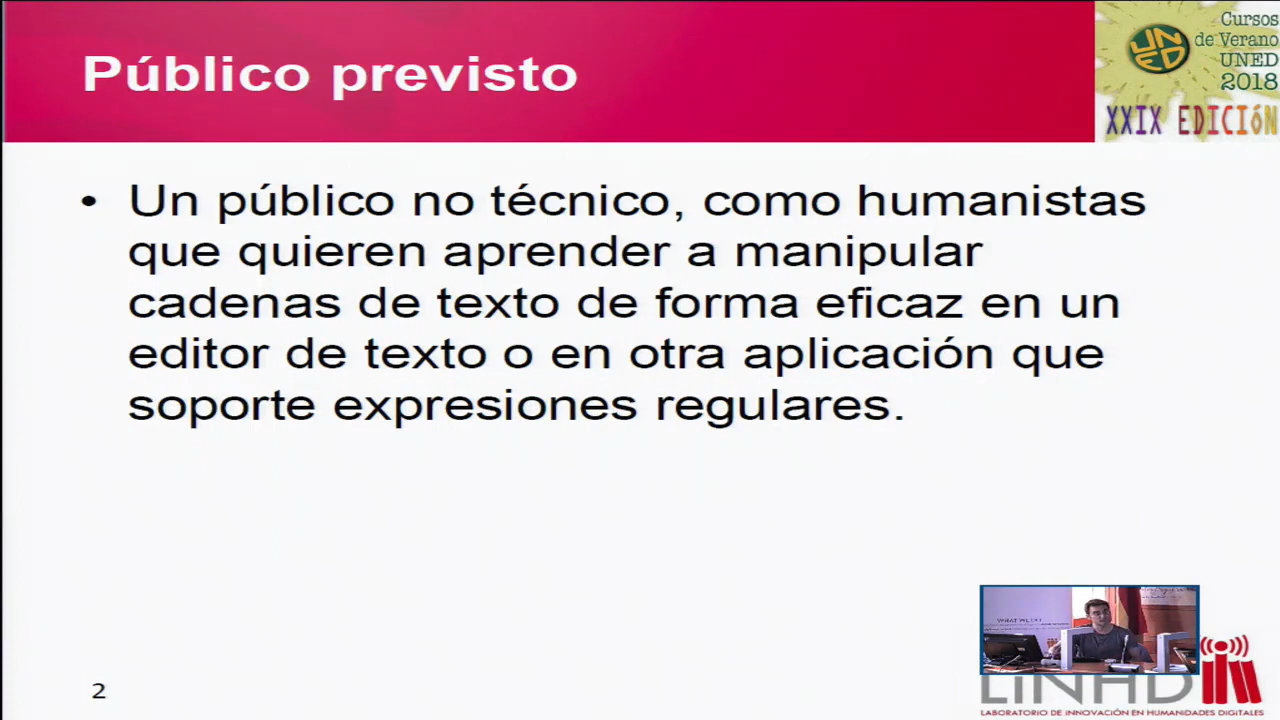 Público previsto
Cursos
de Verano
UNED
2018
XXIX EDICIÓN
• Un público no técnico, como humanistas
que quieren aprender a manipular
cadenas de texto de forma eficaz en un
editor de texto o en otra aplicación que
soporte expresiones regulares.
2
LINHD
LABORATORIO DE INNOVACIÓN EN HUMANIDADES DIGITALES